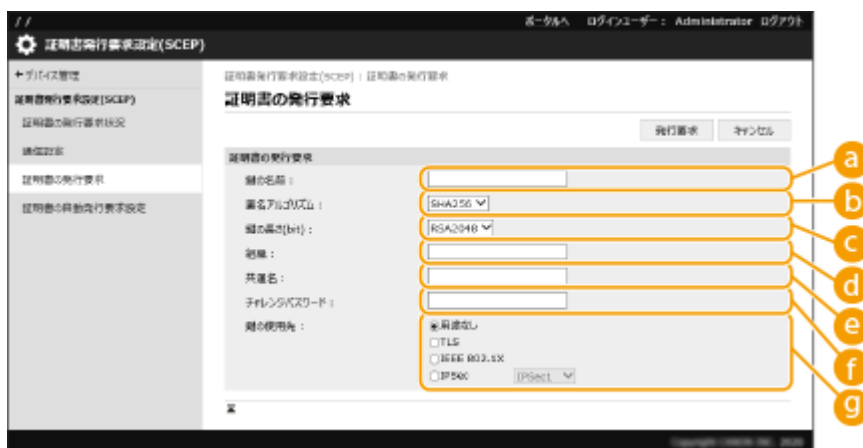 //
ポータルへ ログインユーザー： Administrator ログアウト
証明書発行要求設定(SCEP)
デバイス管理
証明書発行要求設定(SCEP)
証明書の発行要求状況
通信設定
証明書の発行要求
証明書の自動発行要求設定
証明書発行要求設定(SCEP) : 証明書の発行要求
証明書の発行要求
発行要求 キャンセル
証明書の発行要求
鍵の名前 :
署名アルゴリズム : SHA256
鍵の長さ(bit) : RSA2048
組織 :
共通名 :
チャレンジパスワード :
鍵の使用先 : 用途なし
TLS
IEEE 802.1X
IPSec IPSec1
a
b
c
d
e
f
g
Copyright CANON INC. 2020